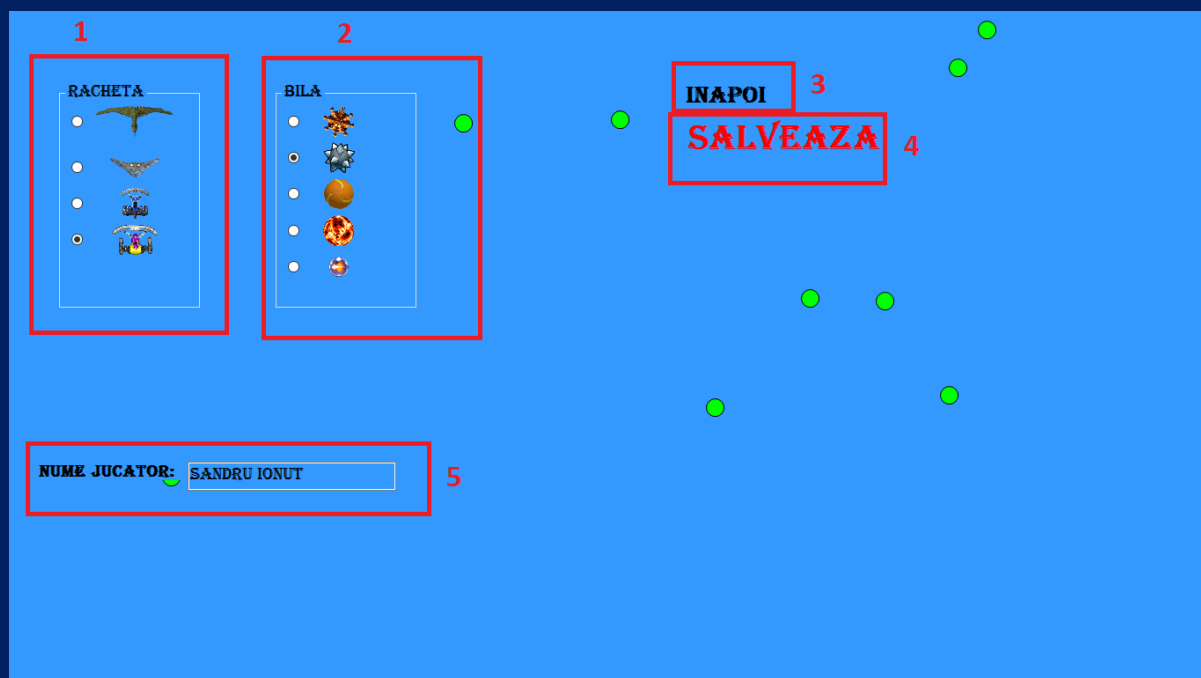 1
RACHETA
2
BILA
INAPOI
3
SALVEAZA
4
NUME JUCATOR:
SANDRU IONUT
5